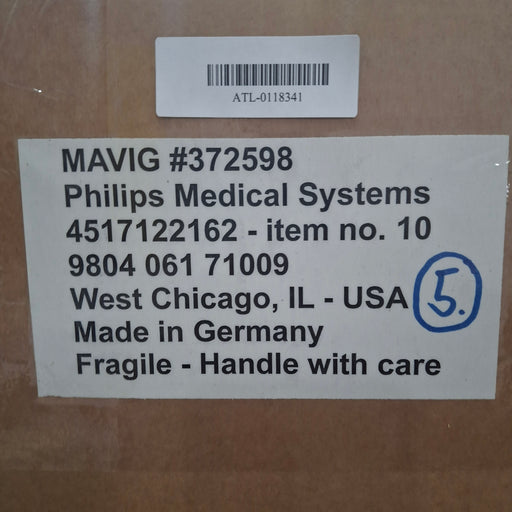 ATL-0118341
MAVIG #372598
Philips Medical Systems
4517122162 - item no. 10
9804 061 71009
West Chicago, IL - USA
5.
Made in Germany
Fragile - Handle with care